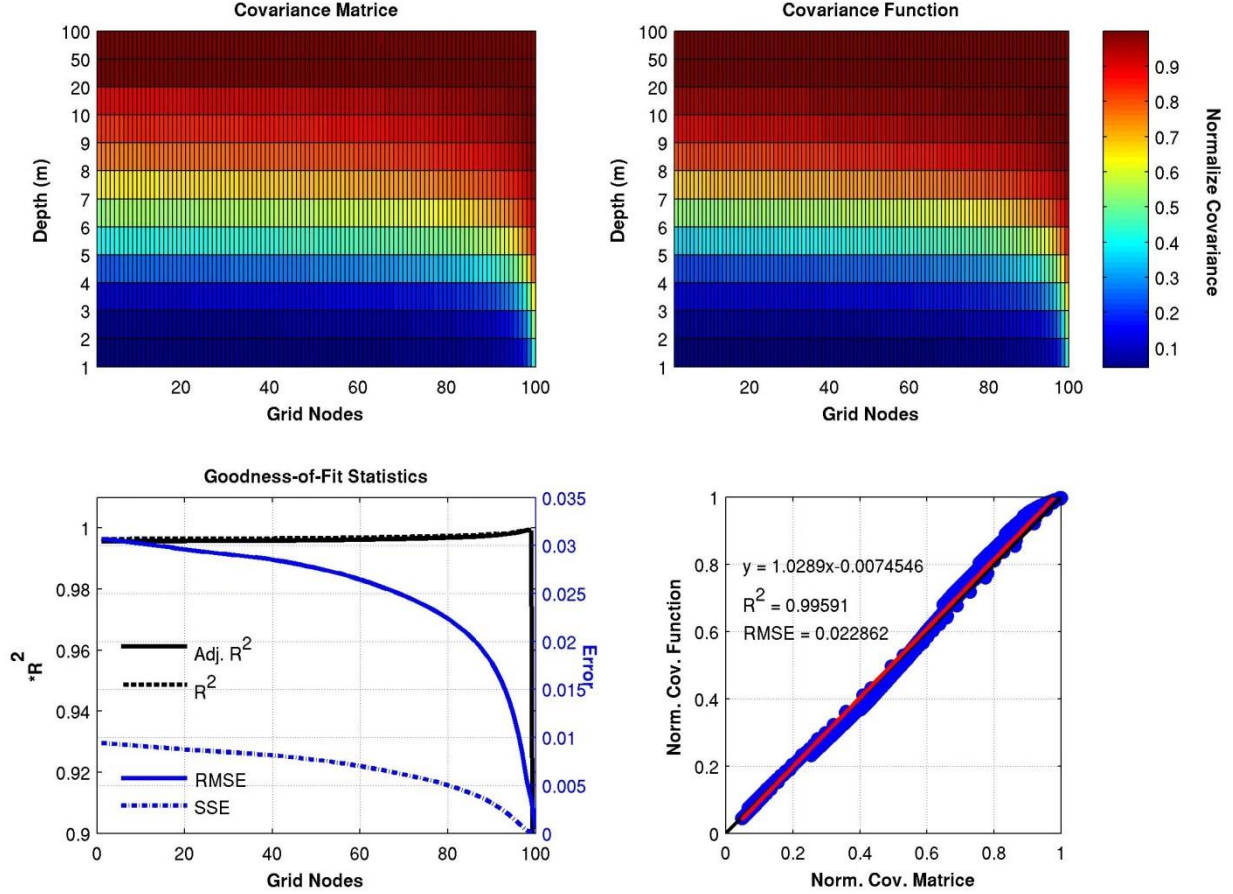 Covariance Matrice
100
50
20
10
9
8
7
6
5
4
3
2
1
Depth (m)
20 40 60 80 100
Grid Nodes
Covariance Function
100
50
20
10
9
8
7
6
5
4
3
2
1
Depth (m)
20 40 60 80 100
Grid Nodes
0.9
0.8
0.7
0.6
0.5
0.4
0.3
0.2
0.1
Normalize Covariance
Goodness-of-Fit Statistics
1
0.98
0.96
0.94
0.92
0.9
*R²
Adj. R²
R²
RMSE
SSE
0.035
0.03
0.025
0.02
0.015
0.01
0.005
0
Error
0 20 40 60 80 100
Grid Nodes
1
0.8
0.6
0.4
0.2
0
Norm. Cov. Function
y = 1.0289x-0.0074546
R² = 0.99591
RMSE = 0.022862
0 0.2 0.4 0.6 0.8 1
Norm. Cov. Matrice